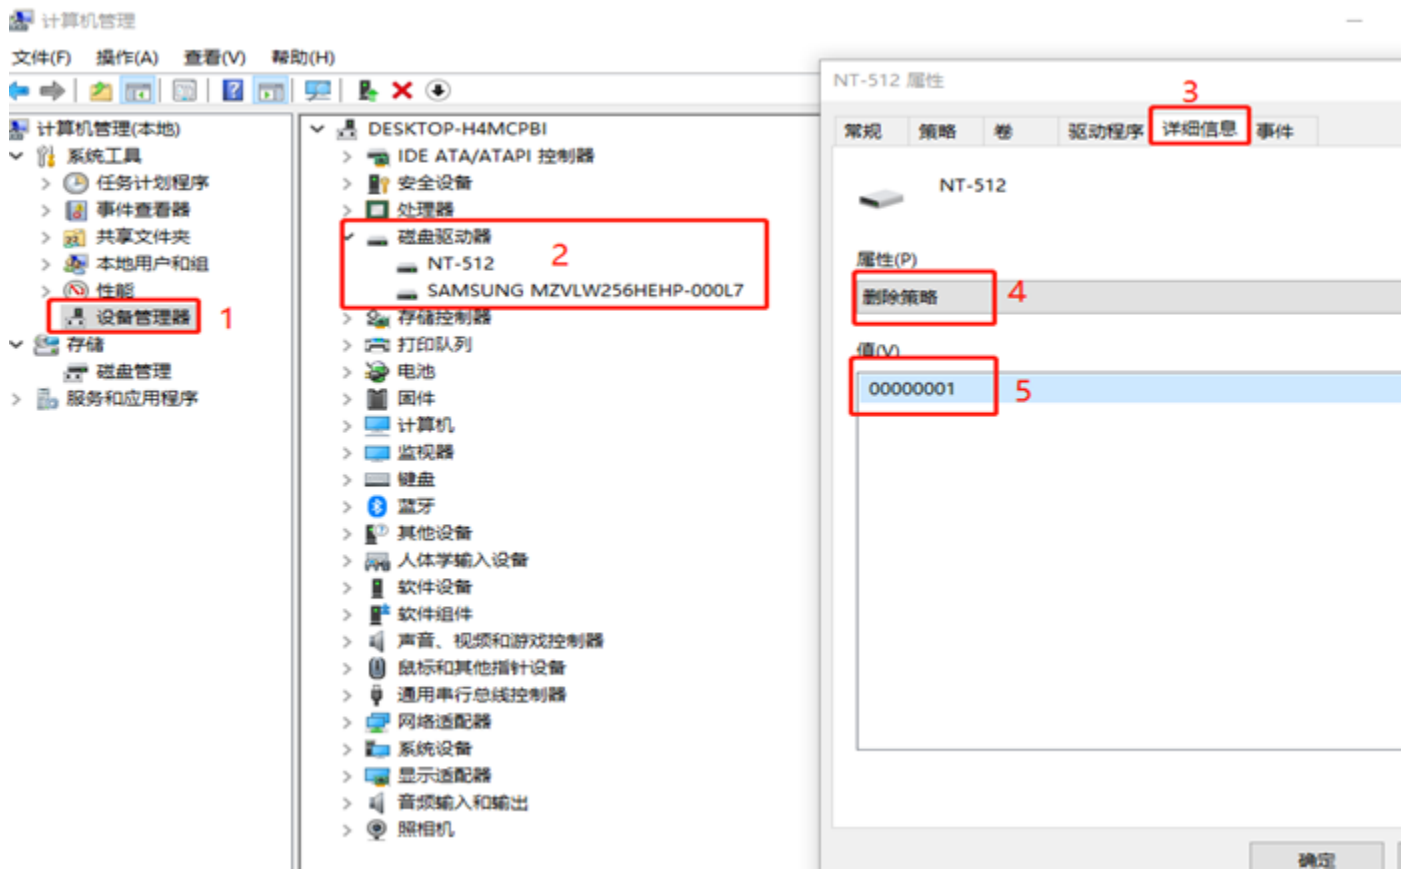 计算机管理
文件(F) 操作(A) 查看(V) 帮助(H)
计算机管理(本地)
系统工具
任务计划程序
事件查看器
共享文件夹
本地用户和组
性能
设备管理器 1
存储
磁盘管理
服务和应用程序
DESKTOP-H4MCPBI
IDE ATA/ATAPI 控制器
安全设备
处理器
磁盘驱动器
NT-512 2
SAMSUNG MZVLW256HEHP-000L7
存储控制器
打印队列
电池
固件
计算机
监视器
键盘
蓝牙
其他设备
人体学输入设备
软件设备
软件组件
声音、视频和游戏控制器
鼠标和其他指针设备
通用串行总线控制器
网络适配器
系统设备
显示适配器
音频输入和输出
照相机
NT-512 属性
3
常规 策略 卷 驱动程序 详细信息 事件
NT-512
属性(P)
删除策略 4
值(V)
00000001 5
确定